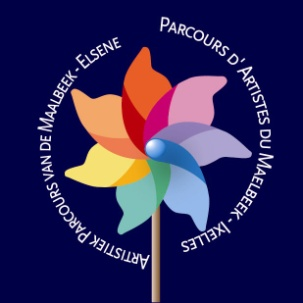 PARCOURS D'ARTISTES DU MAELBEEK - IXELLES
ARTISTIEK PARCOURS VAN DE MAALBEEK - ELSENE